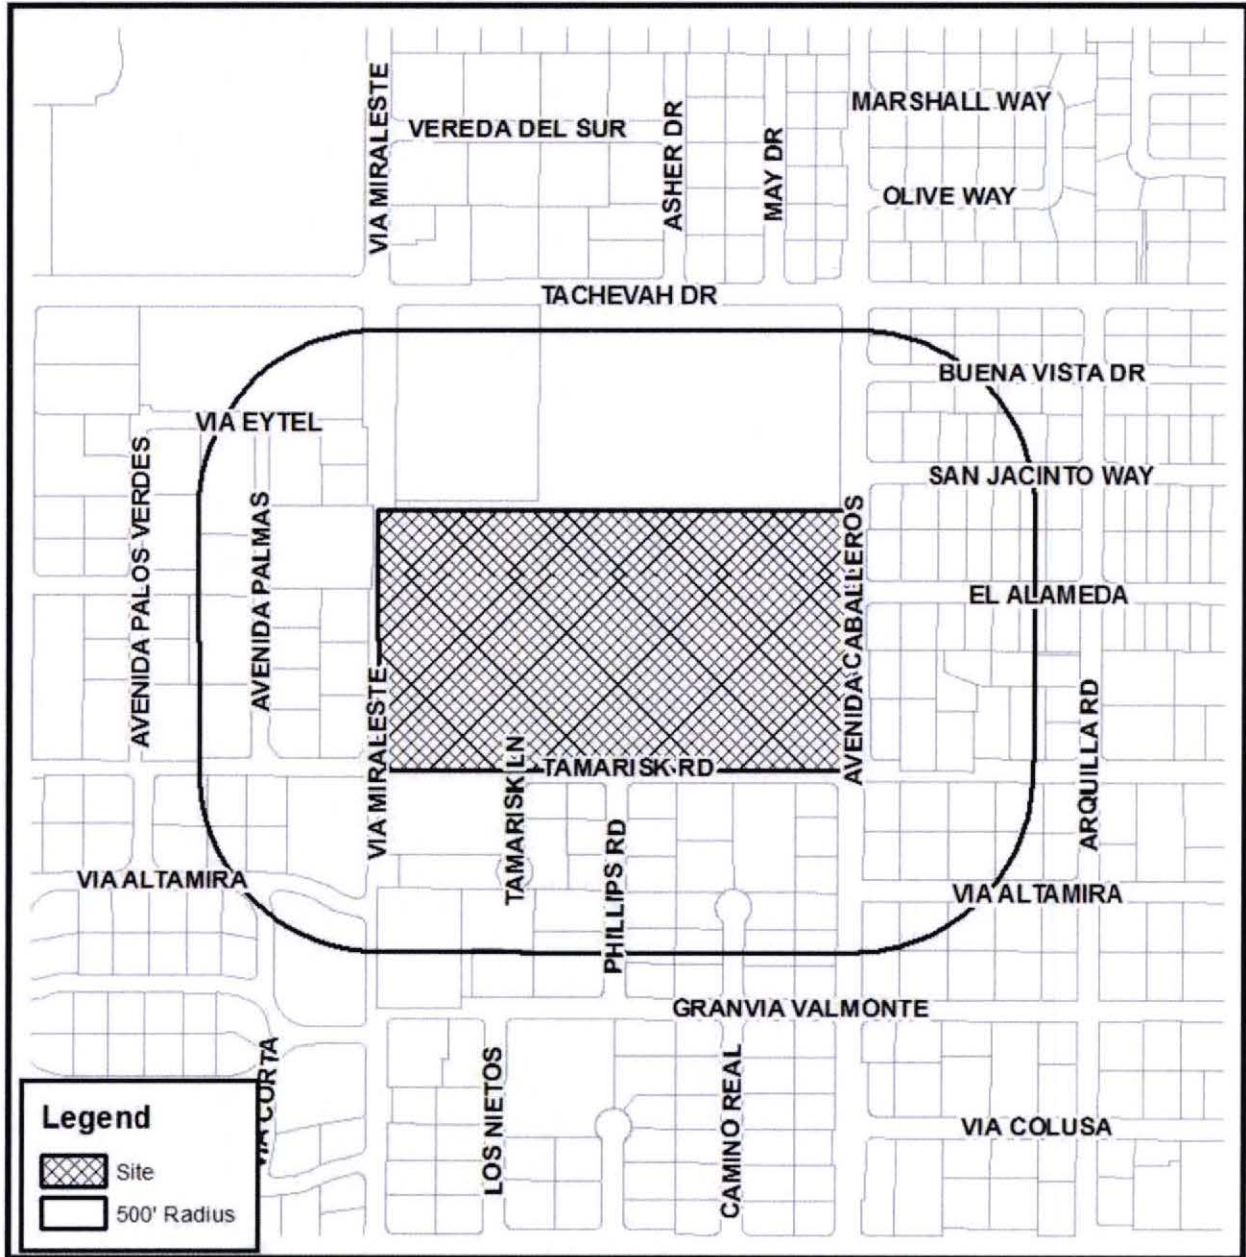 VIA MIRALESTE
VEREDA DEL SUR
ASHER DR
MAY DR
MARSHALL WAY
OLIVE WAY
TACHEVAH DR
BUENA VISTA DR
VIA EYTEL
SAN JACINTO WAY
AVENIDA PALOS VERDES
AVENIDA PALMAS
AVENIDA CABALLEROS
EL ALAMEDA
VIA MIRALESTE
TAMARISK LN
TAMARISK RD
ARQUILLA RD
PHILLIPS RD
VIA ALTAMIRA
VIA ALTAMIRA
GRANVIA VALMONTE
VIA CORTA
LOS NIETOS
CAMINO REAL
VIA COLUSA
Legend
Site
500' Radius